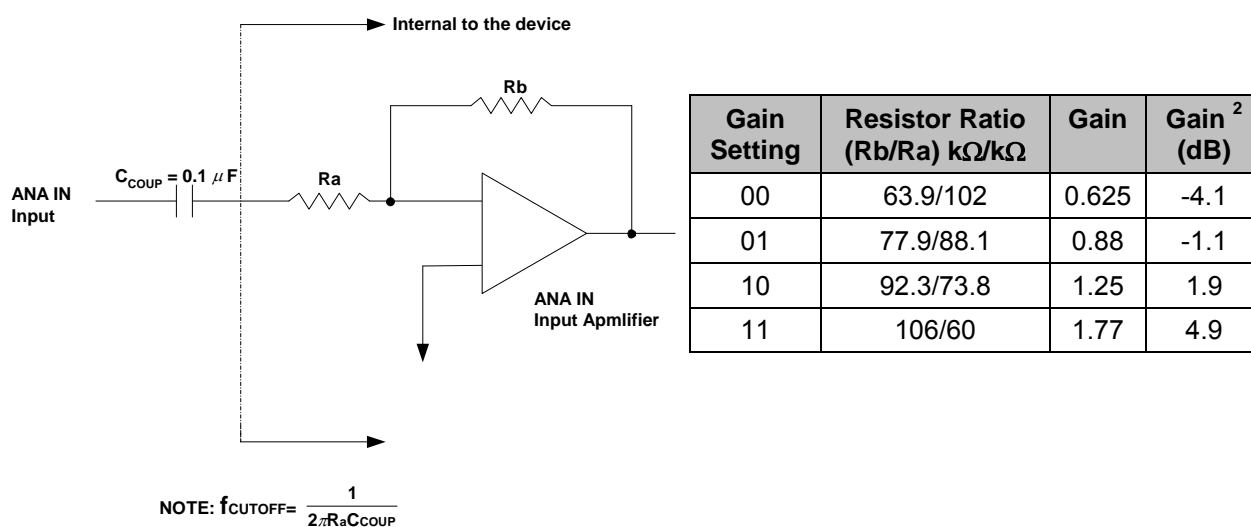 Internal to the device
Rb
C_COUP = 0.1 μF
Ra
ANA IN
Input
ANA IN
Input Apmlifier
NOTE: fCUTOFF= 1
2πRaCCOUP
Gain Setting | Resistor Ratio (Rb/Ra) kΩ/kΩ | Gain | Gain ² (dB)
00 | 63.9/102 | 0.625 | -4.1
01 | 77.9/88.1 | 0.88 | -1.1
10 | 92.3/73.8 | 1.25 | 1.9
11 | 106/60 | 1.77 | 4.9